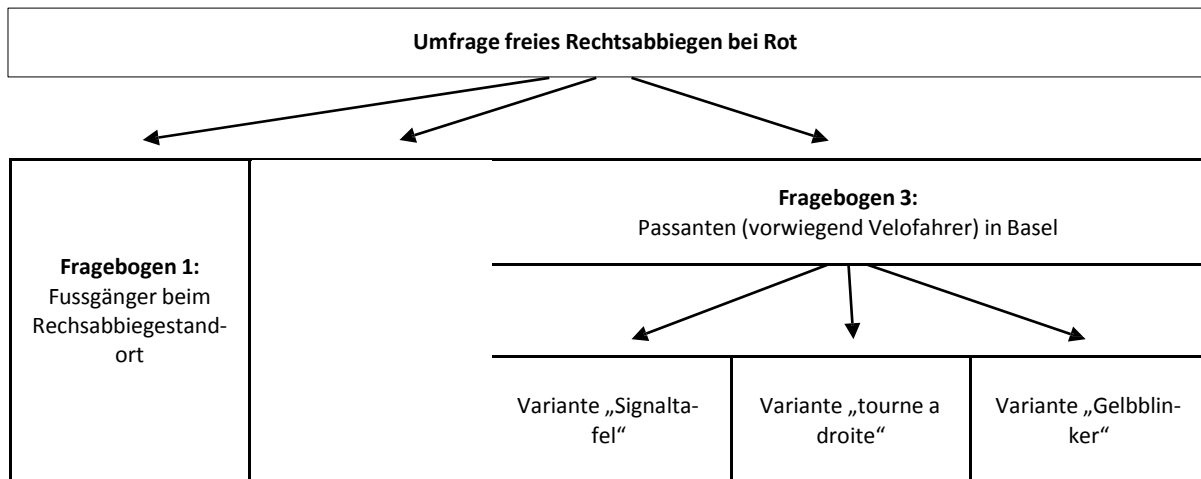 Umfrage freies Rechtsabbiegen bei Rot
Fragebogen 1:
Fussgänger beim
Rechsabbiegestand-
ort
Fragebogen 3:
Passanten (vorwiegend Velofahrer) in Basel
Variante „Signalta-
fel“
Variante „tourne a
droite“
Variante „Gelbblin-
ker“